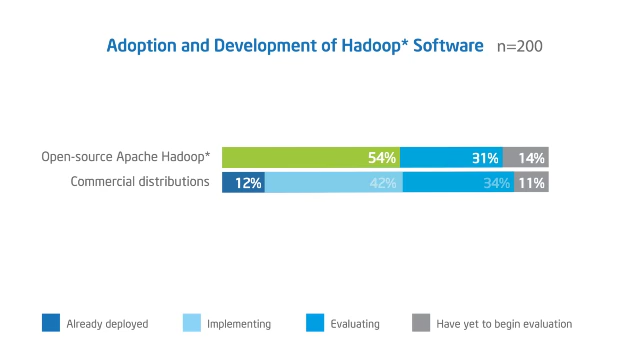 Adoption and Development of Hadoop* Software n=200
Open-source Apache Hadoop* 54% 31% 14%
Commercial distributions 12% 42% 34% 11%
Already deployed Implementing Evaluating Have yet to begin evaluation